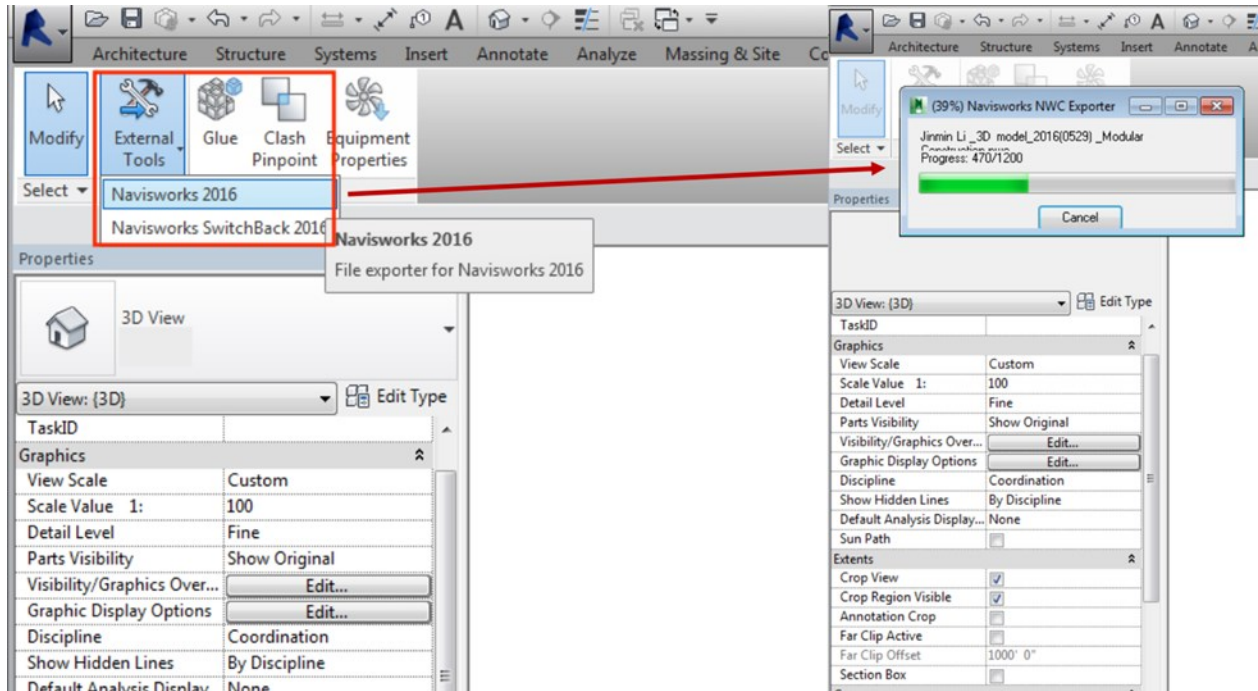 Architecture Structure Systems Insert Annotate Analyze Massing & Site Co
Modify
External
Tools
Glue
Clash
Pinpoint
Equipment
Properties
Select
Navisworks 2016
Navisworks SwitchBack 2016
Navisworks 2016
File exporter for Navisworks 2016
Properties
3D View
3D View: {3D} Edit Type
TaskID
Graphics
View Scale Custom
Scale Value 1: 100
Detail Level Fine
Parts Visibility Show Original
Visibility/Graphics Over... Edit...
Graphic Display Options Edit...
Discipline Coordination
Show Hidden Lines By Discipline
Default Analysis Display None
Architecture Structure Systems Insert Annotate A
Modify
Select
Properties
(39%) Navisworks NWC Exporter
Jinmin Li _3D model_2016(0529) _Modular
Progress: 470/1200
Cancel
3D View: {3D} Edit Type
TaskID
Graphics
View Scale Custom
Scale Value 1: 100
Detail Level Fine
Parts Visibility Show Original
Visibility/Graphics Over... Edit...
Graphic Display Options Edit...
Discipline Coordination
Show Hidden Lines By Discipline
Default Analysis Display... None
Sun Path
Extents
Crop View
Crop Region Visible
Annotation Crop
Far Clip Active
Far Clip Offset 1000' 0"
Section Box